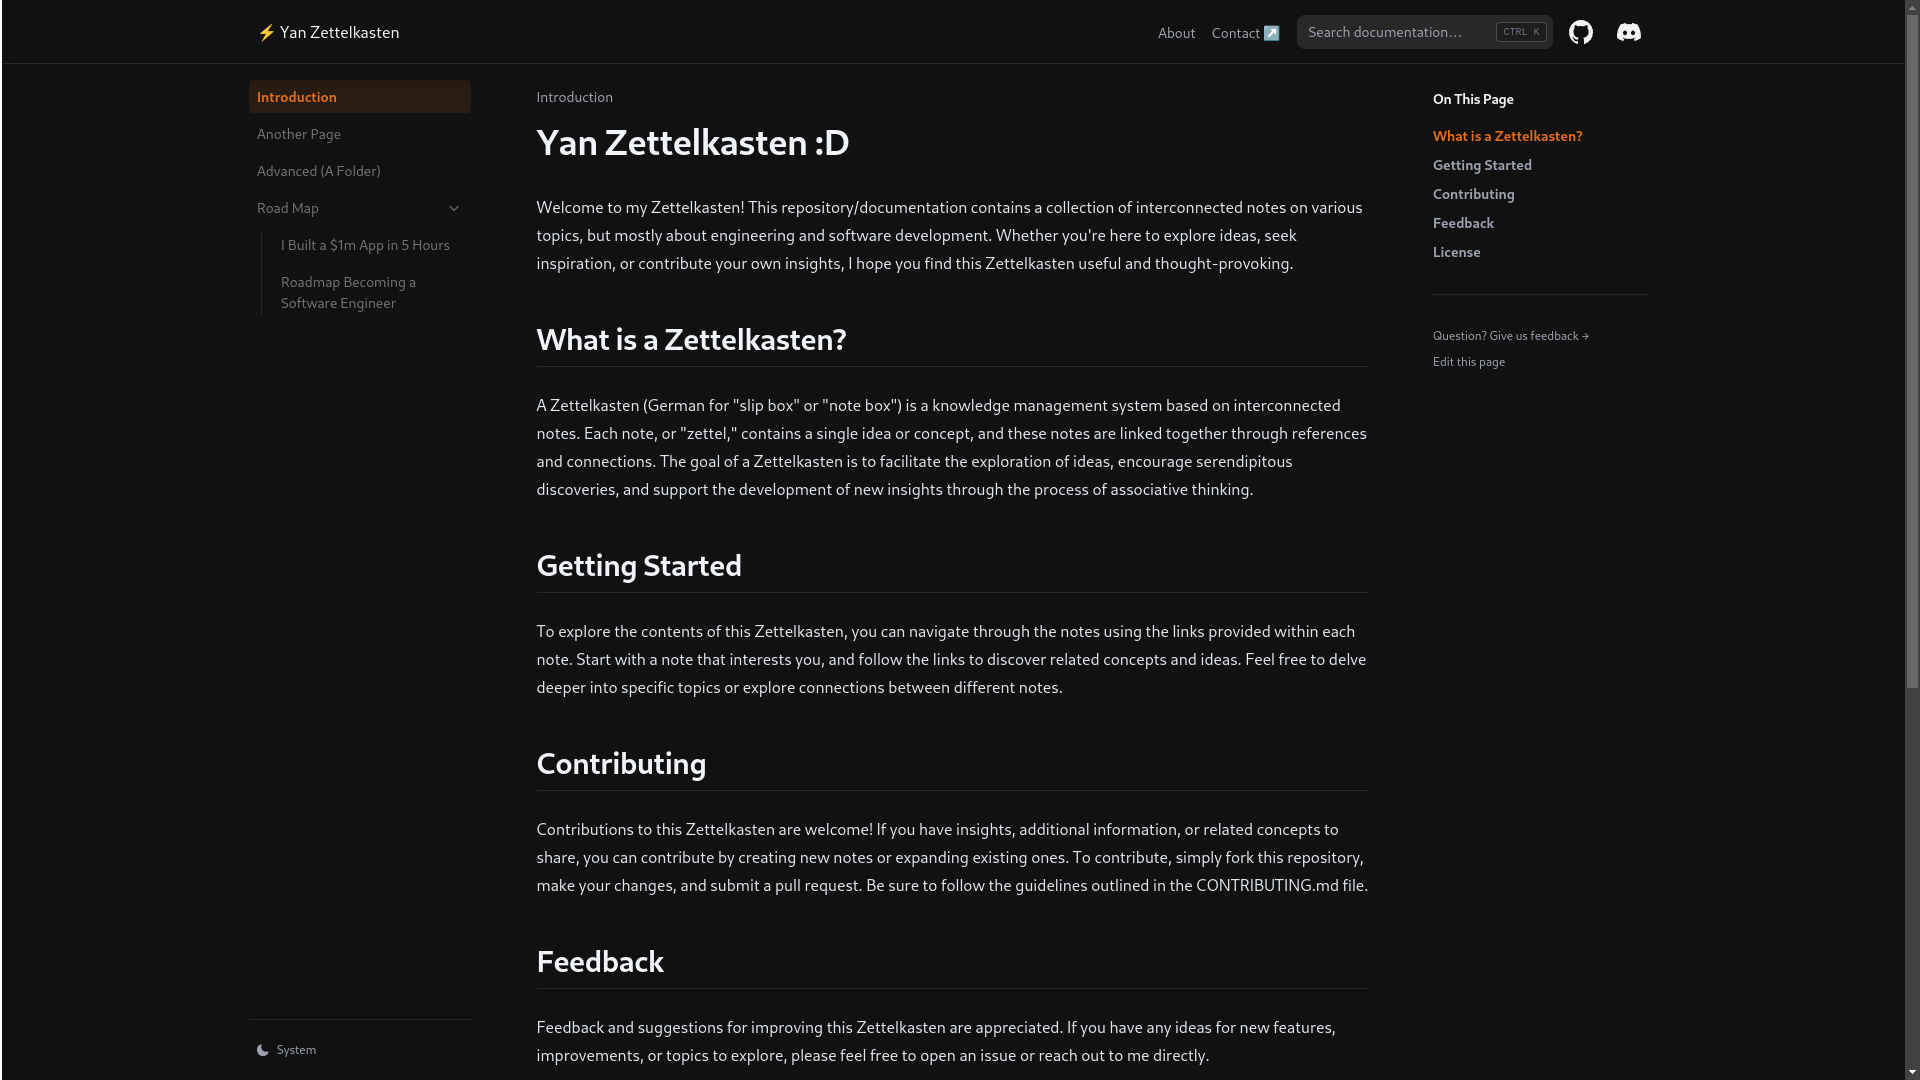 ⚡ Yan Zettelkasten
About
Contact ↗
Search documentation…
CTRL K
Introduction
Another Page
Advanced (A Folder)
Road Map
I Built a $1m App in 5 Hours
Roadmap Becoming a
Software Engineer
System
Introduction
Yan Zettelkasten :D
Welcome to my Zettelkasten! This repository/documentation contains a collection of interconnected notes on various
topics, but mostly about engineering and software development. Whether you're here to explore ideas, seek
inspiration, or contribute your own insights, I hope you find this Zettelkasten useful and thought-provoking.
What is a Zettelkasten?
A Zettelkasten (German for "slip box" or "note box") is a knowledge management system based on interconnected
notes. Each note, or "zettel," contains a single idea or concept, and these notes are linked together through references
and connections. The goal of a Zettelkasten is to facilitate the exploration of ideas, encourage serendipitous
discoveries, and support the development of new insights through the process of associative thinking.
Getting Started
To explore the contents of this Zettelkasten, you can navigate through the notes using the links provided within each
note. Start with a note that interests you, and follow the links to discover related concepts and ideas. Feel free to delve
deeper into specific topics or explore connections between different notes.
Contributing
Contributions to this Zettelkasten are welcome! If you have insights, additional information, or related concepts to
share, you can contribute by creating new notes or expanding existing ones. To contribute, simply fork this repository,
make your changes, and submit a pull request. Be sure to follow the guidelines outlined in the CONTRIBUTING.md file.
Feedback
Feedback and suggestions for improving this Zettelkasten are appreciated. If you have any ideas for new features,
improvements, or topics to explore, please feel free to open an issue or reach out to me directly.
On This Page
What is a Zettelkasten?
Getting Started
Contributing
Feedback
License
Question? Give us feedback →
Edit this page